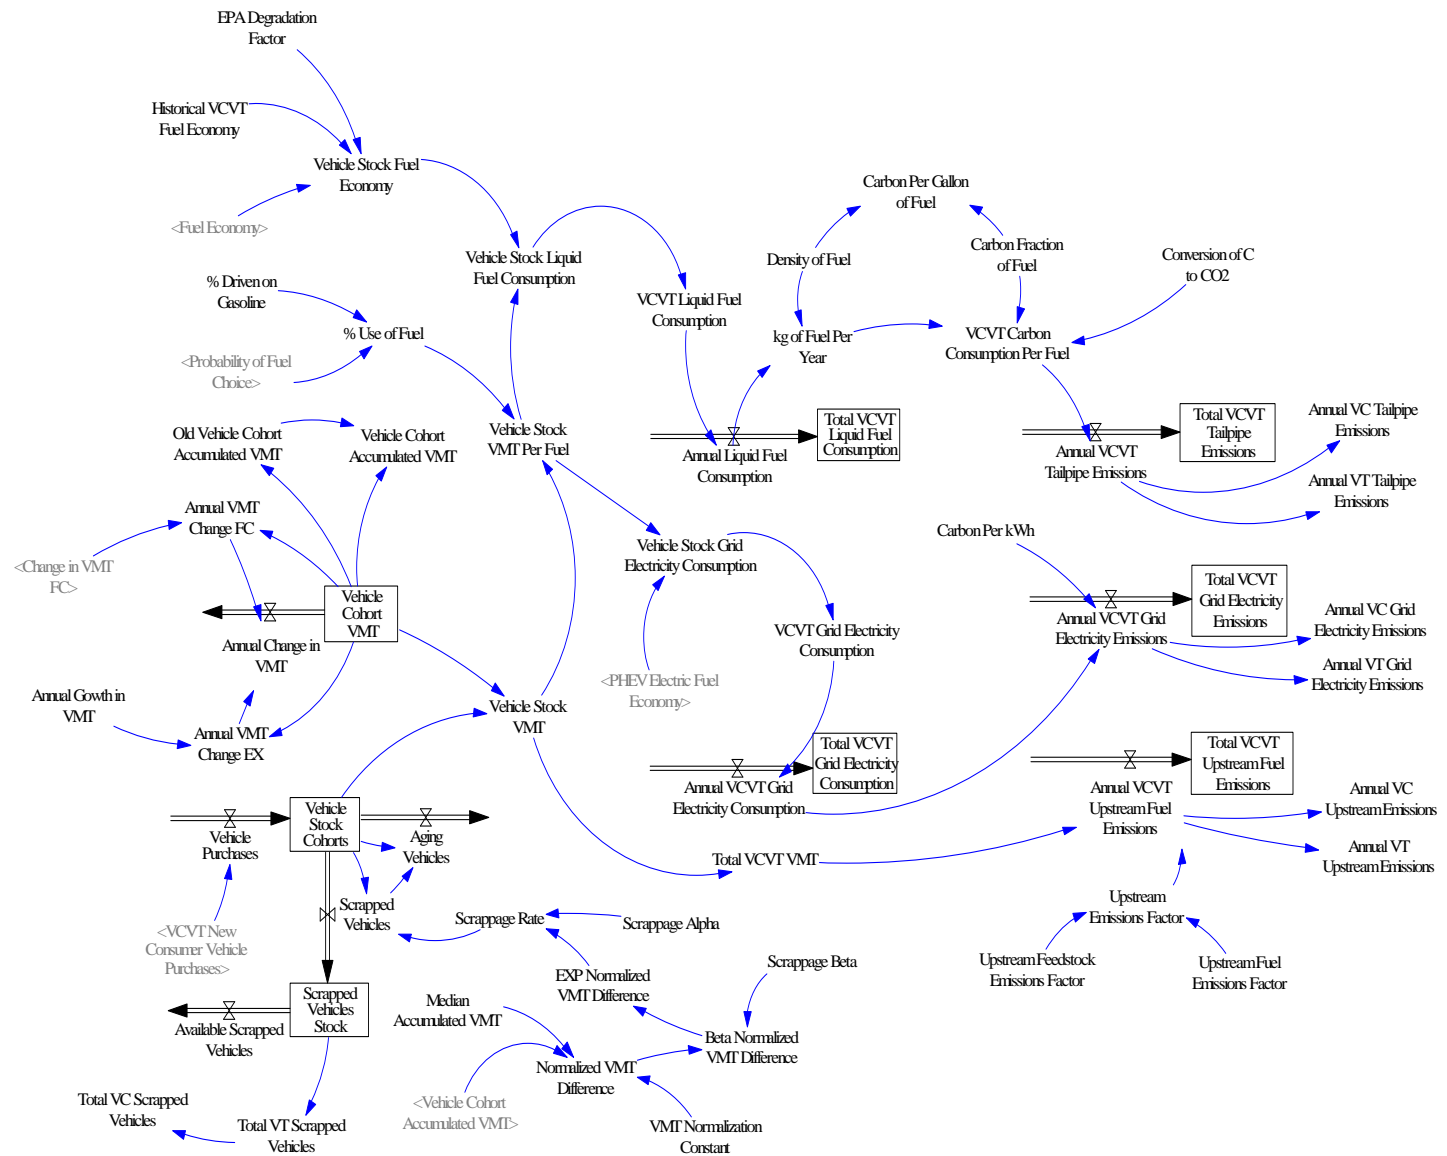 EPA Degradation
Factor
Historical VCVT
Fuel Economy
Vehicle Stock Fuel
Economy
<Fuel Economy>
Carbon Per Gallon
of Fuel
Vehicle Stock Liquid
Fuel Consumption
Density of Fuel
Carbon Fraction
of Fuel
Conversion of C
to CO2
% Driven on
Gasoline
VCVT Liquid Fuel
Consumption
% Use of Fuel
kg of Fuel Per
Year
VCVT Carbon
Consumption Per Fuel
<Probability of Fuel
Choice>
Old Vehicle Cohort
Accumulated VMT
Vehicle Cohort
Accumulated VMT
Vehicle Stock
VMT Per Fuel
Annual Liquid Fuel
Consumption
Total VCVT
Liquid Fuel
Consumption
Annual VCVT
Tailpipe Emissions
Total VCVT
Tailpipe
Emissions
Annual VC Tailpipe
Emissions
Annual VT Tailpipe
Emissions
Annual VMT
Change FC
<Change in VMT
FC>
Vehicle
Cohort
VMT
Vehicle Stock Grid
Electricity Consumption
Carbon Per kWh
Total VCVT
Grid Electricity
Emissions
Annual VCVT Grid
Electricity Emissions
Annual VC Grid
Electricity Emissions
Annual VT Grid
Electricity Emissions
Annual Change in
VMT
VCVT Grid Electricity
Consumption
<PHEV Electric Fuel
Economy>
Annual Gowth in
VMT
Annual VMT
Change EX
Vehicle Stock
VMT
Total VCVT
Grid Electricity
Consumption
Annual VCVT Grid
Electricity Consumption
Total VCVT
Upstream Fuel
Emissions
Annual VCVT
Upstream Fuel
Emissions
Annual VC
Upstream Emissions
Annual VT
Upstream Emissions
Vehicle
Purchases
Vehicle
Stock
Cohorts
Aging
Vehicles
Total VCVT VMT
Scrapped
Vehicles
Scrappage Rate
Scrappage Alpha
Upstream
Emissions Factor
<VCVT New
Consumer Vehicle
Purchases>
Upstream Feedstock
Emissions Factor
Upstream Fuel
Emissions Factor
EXP Normalized
VMT Difference
Scrappage Beta
Scrapped
Vehicles
Stock
Available Scrapped
Vehicles
Median
Accumulated VMT
Beta Normalized
VMT Difference
Normalized VMT
Difference
<Vehicle Cohort
Accumulated VMT>
VMT Normalization
Constant
Total VC Scrapped
Vehicles
Total VT Scrapped
Vehicles